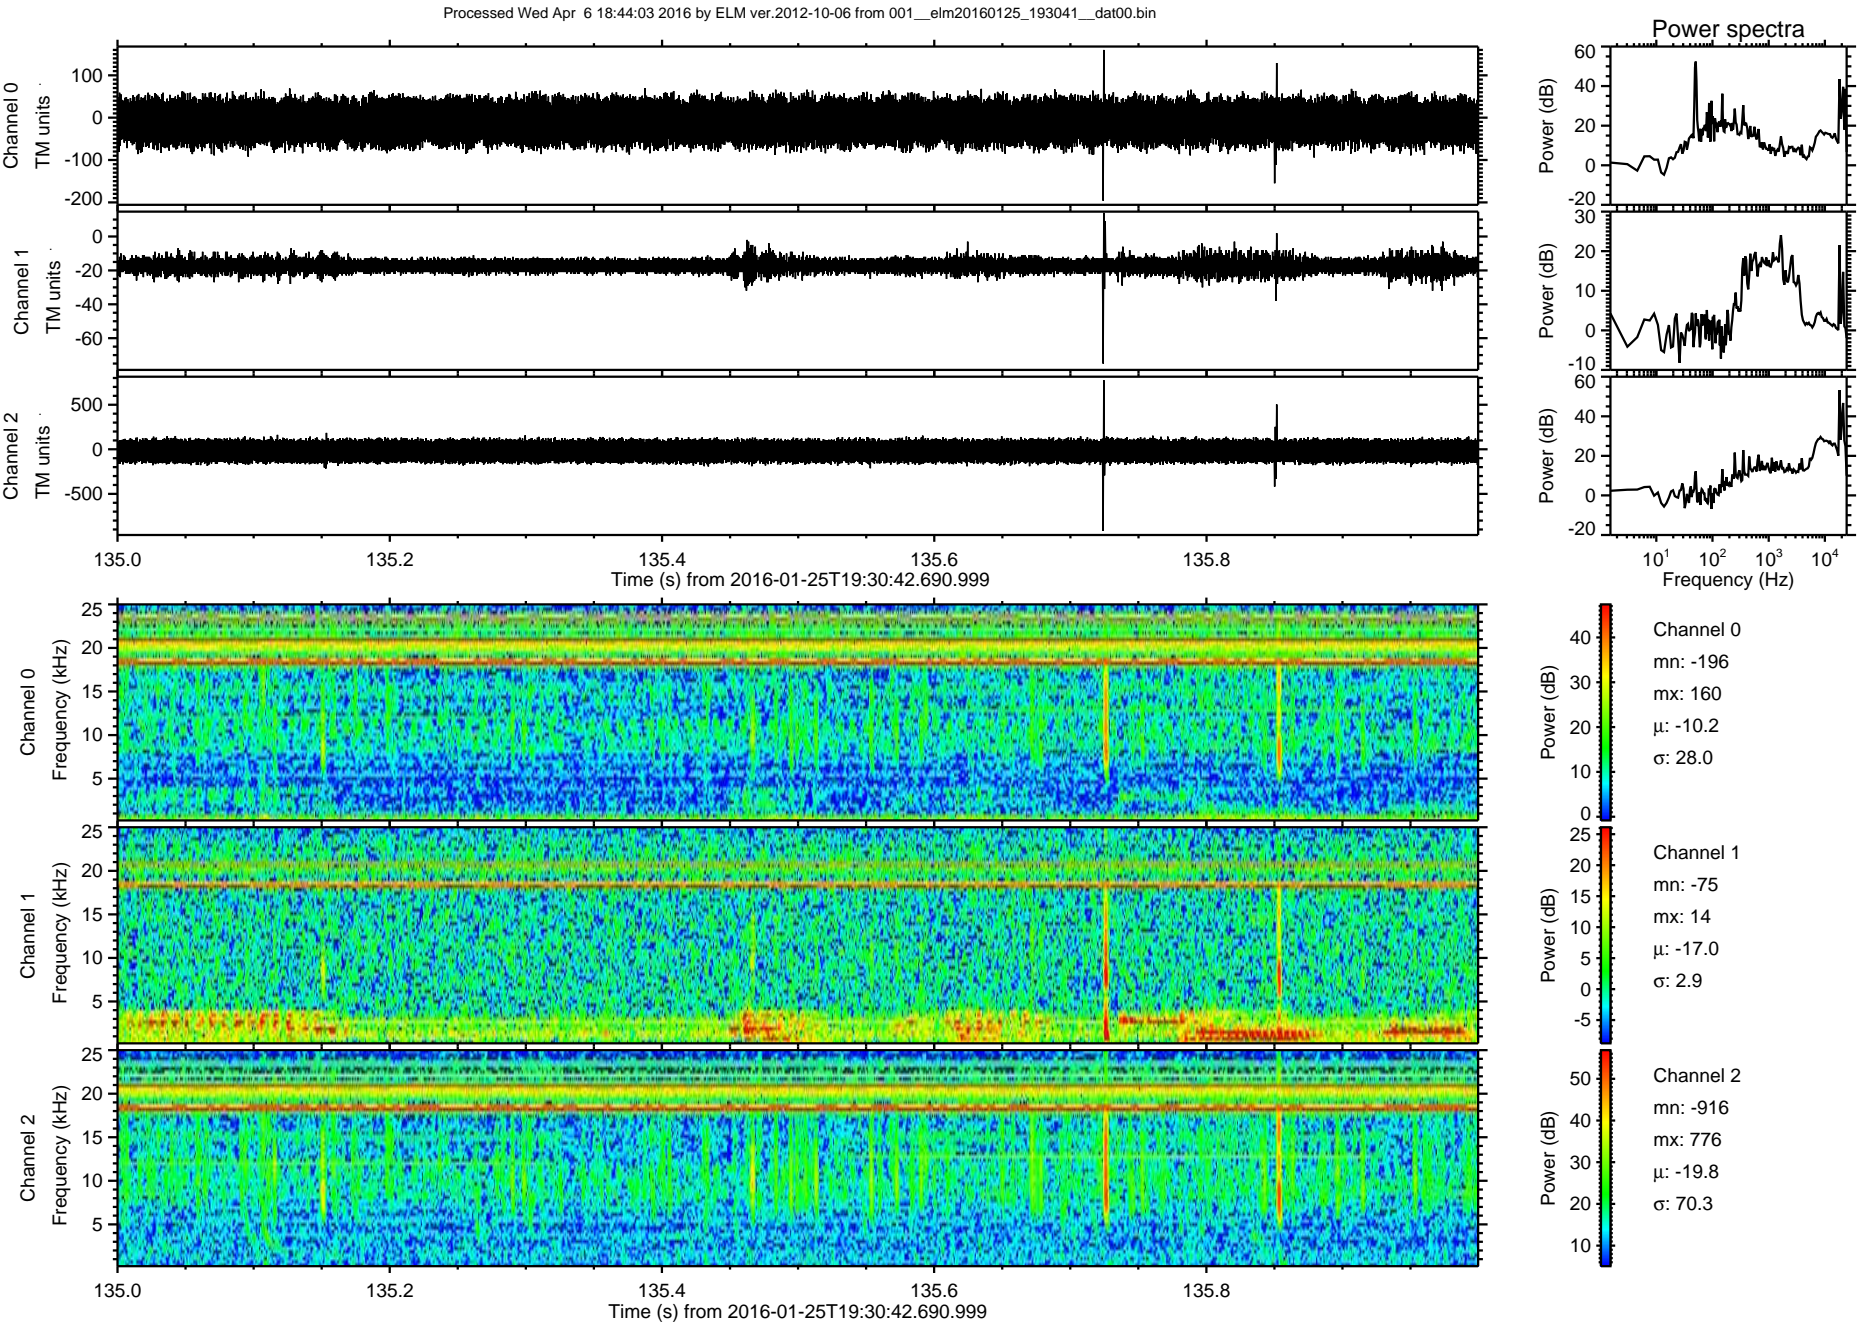 Processed Wed Apr  6 18:44:03 2016 by ELM ver.2012-10-06 from 001__elm20160125_193041__dat00.bin
Power spectra
Channel 0
TM units
100
0
-100
-200
Power (dB)
60
40
20
0
-20
Channel 1
TM units
0
-20
-40
-60
Power (dB)
30
20
10
0
-10
Channel 2
TM units
500
0
-500
Power (dB)
60
40
20
0
-20
135.0 135.2 135.4 135.6 135.8
Time (s) from 2016-01-25T19:30:42.690.999
10^1 10^2 10^3 10^4
Frequency (Hz)
Channel 0
Frequency (kHz)
25
20
15
10
5
Power (dB)
40
30
20
10
0
Channel 0
mn: -196
mx: 160
μ: -10.2
σ: 28.0
Channel 1
Frequency (kHz)
25
20
15
10
5
Power (dB)
25
20
15
10
5
0
-5
Channel 1
mn: -75
mx: 14
μ: -17.0
σ: 2.9
Channel 2
Frequency (kHz)
25
20
15
10
5
Power (dB)
50
40
30
20
10
Channel 2
mn: -916
mx: 776
μ: -19.8
σ: 70.3
135.0 135.2 135.4 135.6 135.8
Time (s) from 2016-01-25T19:30:42.690.999